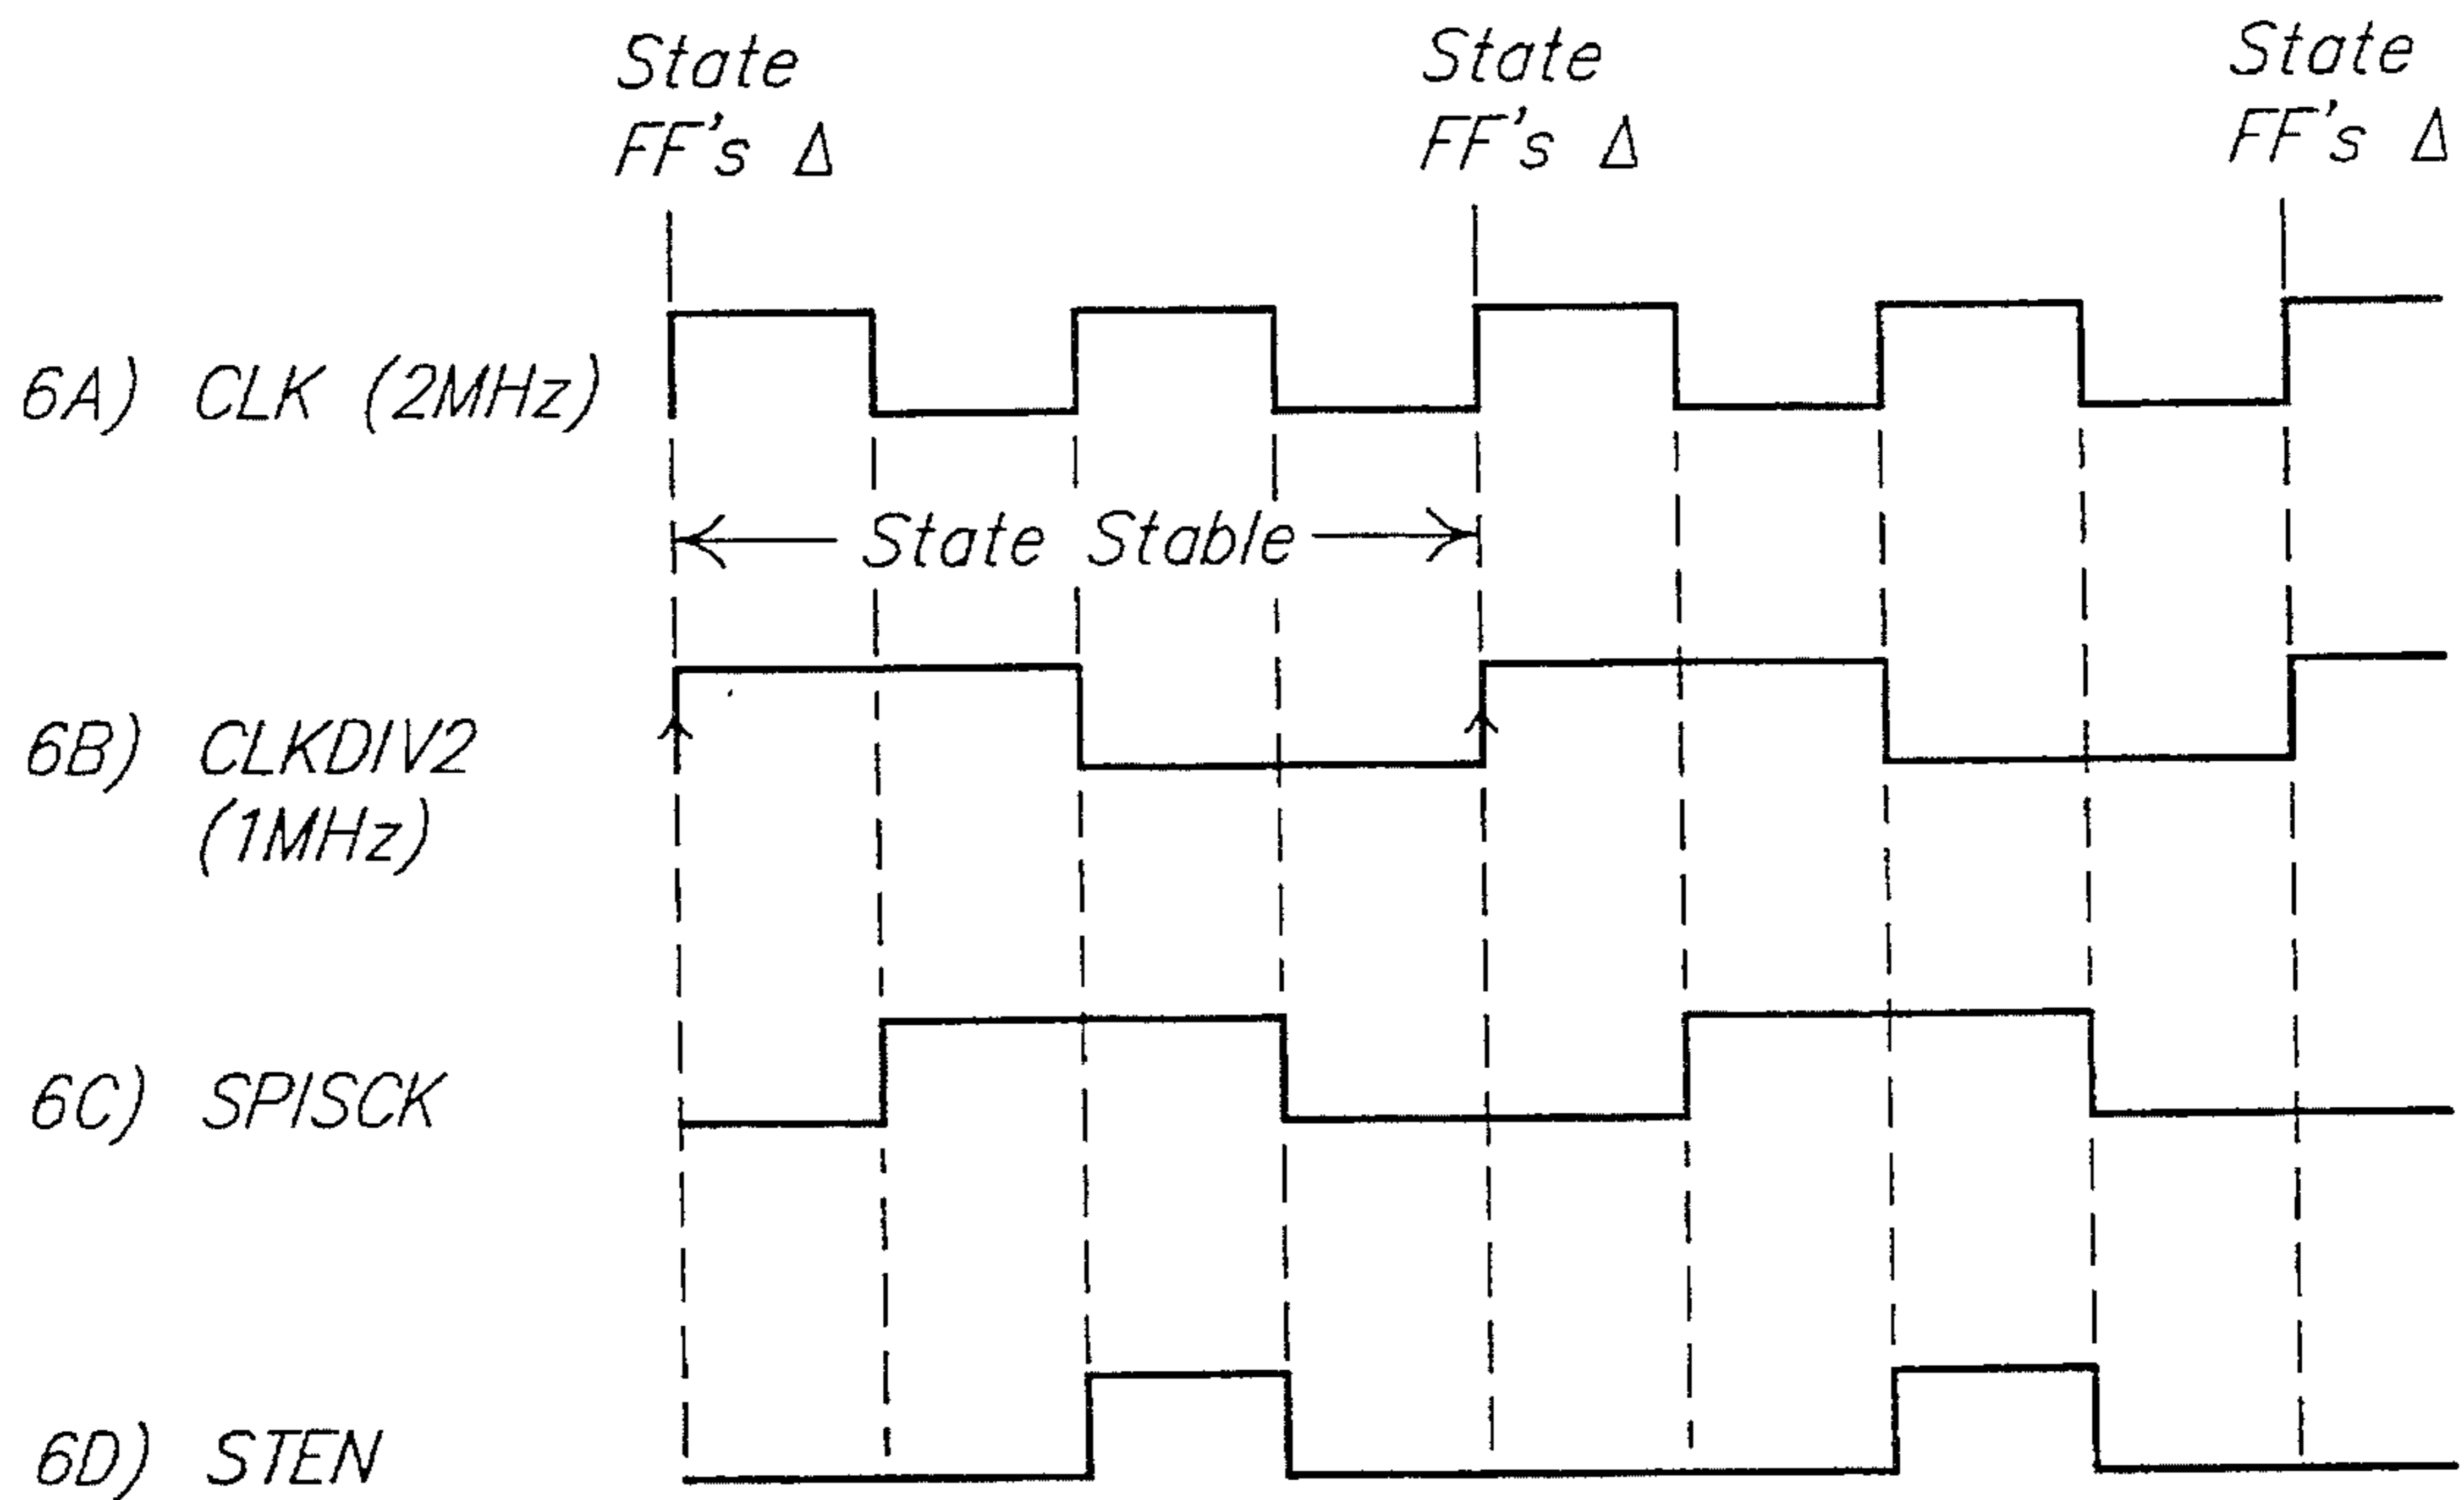 State
FF's Δ
State
FF's Δ
State
FF's Δ
6A) CLK (2MHz)
State Stable
6B) CLKDIV2
(1MHz)
6C) SPISCK
6D) STEN